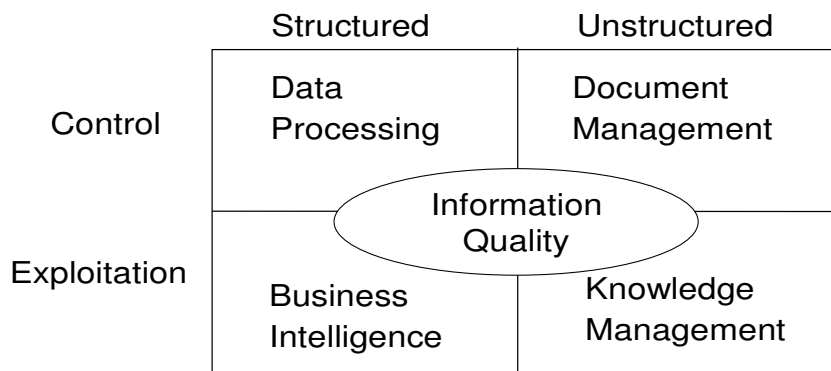 Structured
Unstructured
Control
Data
Processing
Document
Management
Information
Quality
Exploitation
Business
Intelligence
Knowledge
Management